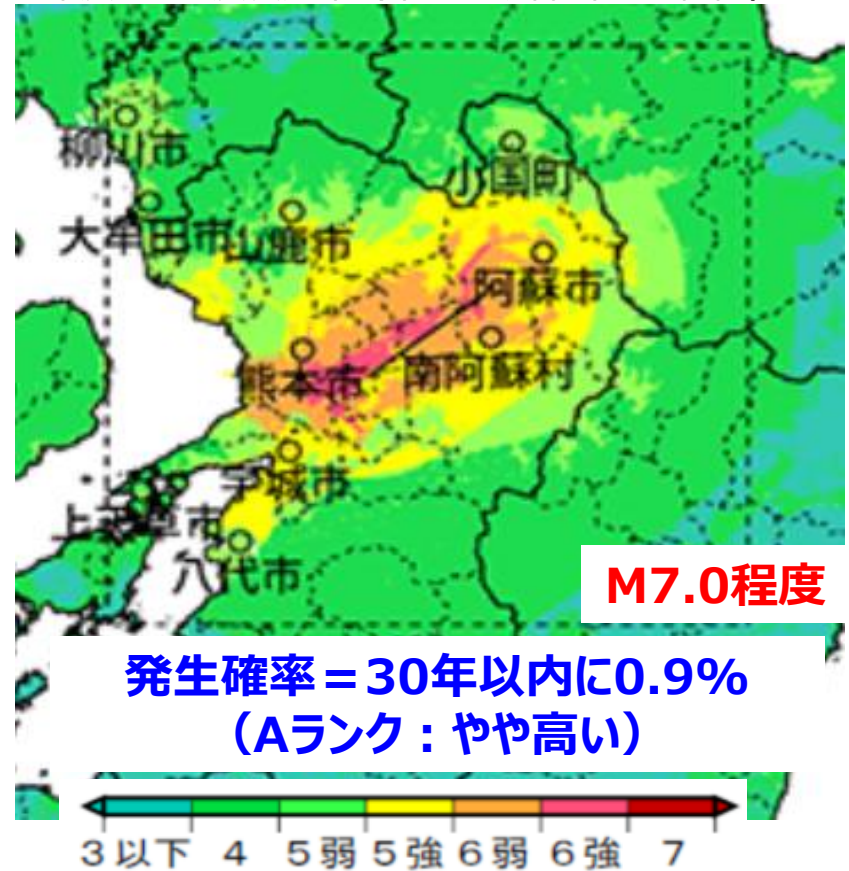 柳川市
小国町
大牟田市
山鹿市
阿蘇市
熊本市
南阿蘇村
宇城市
上天草市
八代市
M7.0程度
発生確率＝30年以内に0.9%
（Aランク：やや高い）
3以下 4 5弱 5強 6弱 6強 7